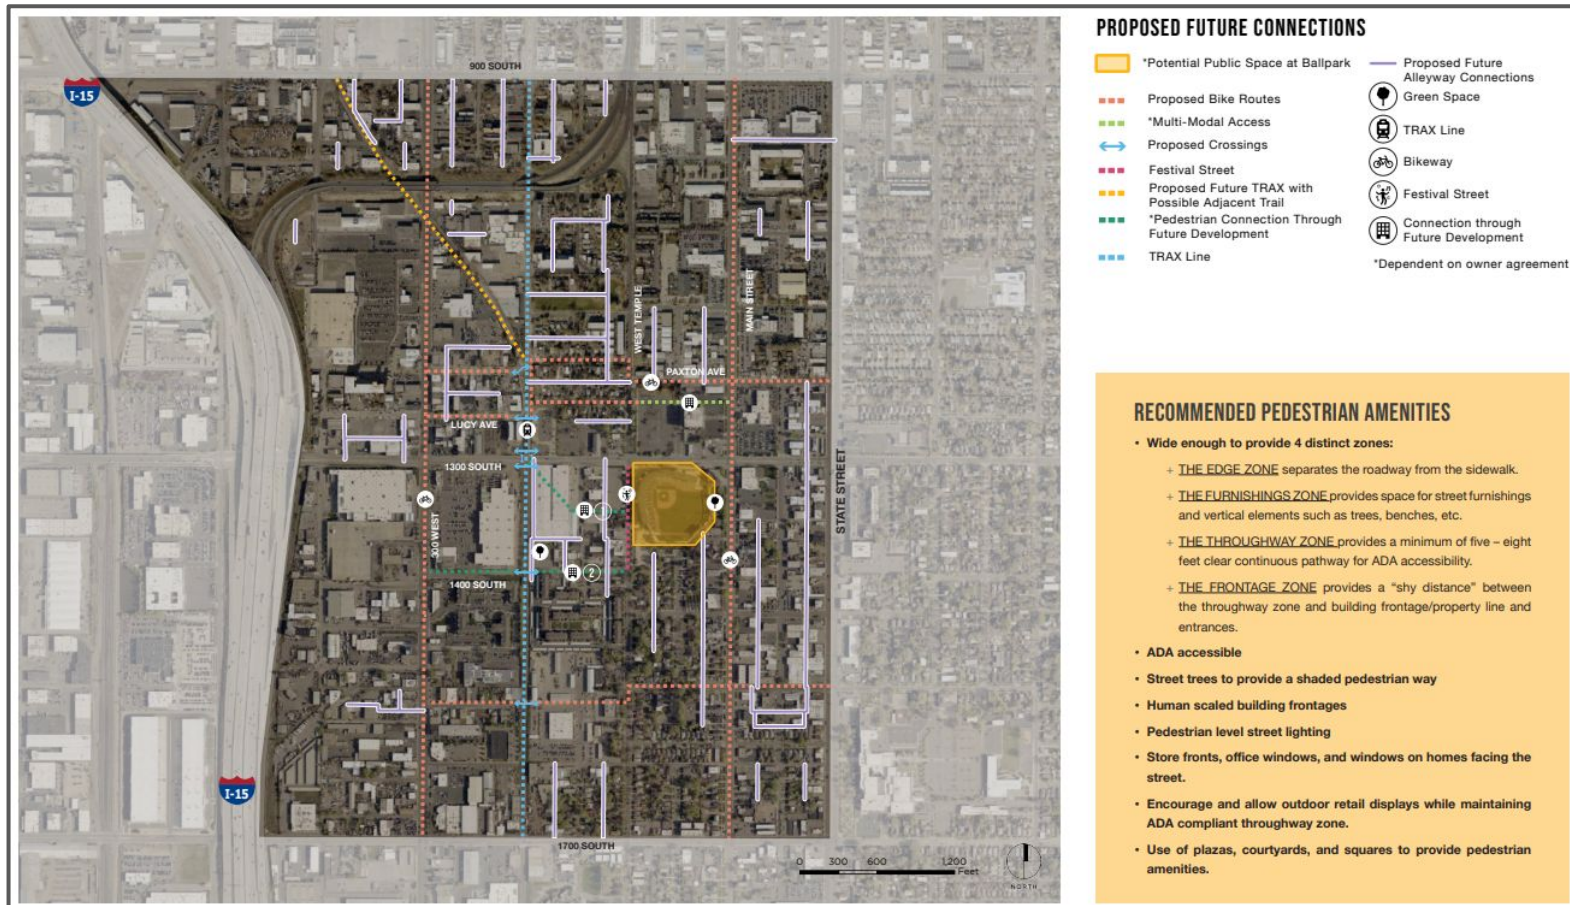 900 SOUTH
I-15
WEST TEMPLE
MAIN STREET
PAXTON AVE
LUCY AVE
1300 SOUTH
300 WEST
STATE STREET
1
1400 SOUTH
2
I-15
1700 SOUTH
0 300 600 1,200
Feet
NORTH
PROPOSED FUTURE CONNECTIONS
*Potential Public Space at Ballpark
Proposed Bike Routes
*Multi-Modal Access
Proposed Crossings
Festival Street
Proposed Future TRAX with
Possible Adjacent Trail
*Pedestrian Connection Through
Future Development
TRAX Line
Proposed Future
Alleyway Connections
Green Space
TRAX Line
Bikeway
Festival Street
Connection through
Future Development
*Dependent on owner agreement
RECOMMENDED PEDESTRIAN AMENITIES
• Wide enough to provide 4 distinct zones:
+ THE EDGE ZONE separates the roadway from the sidewalk.
+ THE FURNISHINGS ZONE provides space for street furnishings
and vertical elements such as trees, benches, etc.
+ THE THROUGHWAY ZONE provides a minimum of five – eight
feet clear continuous pathway for ADA accessibility.
+ THE FRONTAGE ZONE provides a “shy distance” between
the throughway zone and building frontage/property line and
entrances.
• ADA accessible
• Street trees to provide a shaded pedestrian way
• Human scaled building frontages
• Pedestrian level street lighting
• Store fronts, office windows, and windows on homes facing the
street.
• Encourage and allow outdoor retail displays while maintaining
ADA compliant throughway zone.
• Use of plazas, courtyards, and squares to provide pedestrian
amenities.